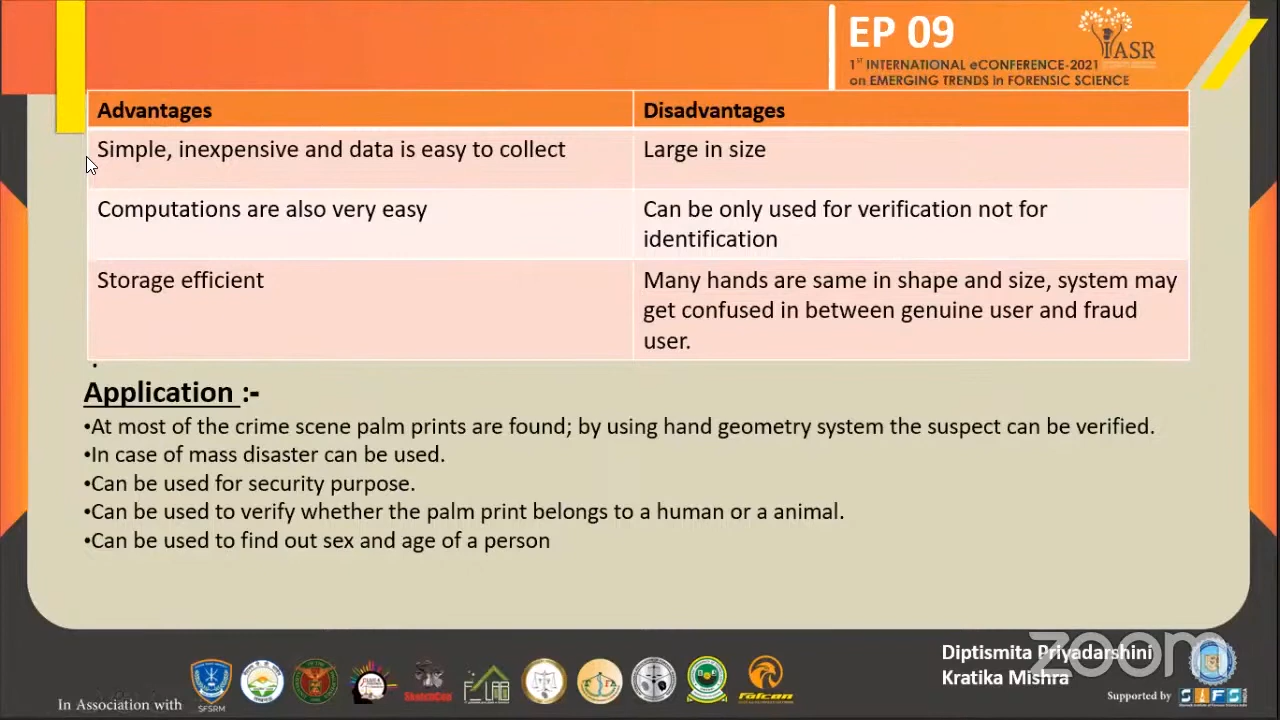 EP 09
IASR
1ST INTERNATIONAL eCONFERENCE-2021
on EMERGING TRENDS In FORENSIC SCIENCE
Advantages
Disadvantages
Simple, inexpensive and data is easy to collect
Large in size
Computations are also very easy
Can be only used for verification not for
identification
Storage efficient
Many hands are same in shape and size, system may
get confused in between genuine user and fraud
user.
.
Application :-
•At most of the crime scene palm prints are found; by using hand geometry system the suspect can be verified.
•In case of mass disaster can be used.
•Can be used for security purpose.
•Can be used to verify whether the palm print belongs to a human or a animal.
•Can be used to find out sex and age of a person
zoom
Diptismita Priyadarshini
Kratika Mishra
In Association with
SFSRM
Falcon
Supported by
SIFS